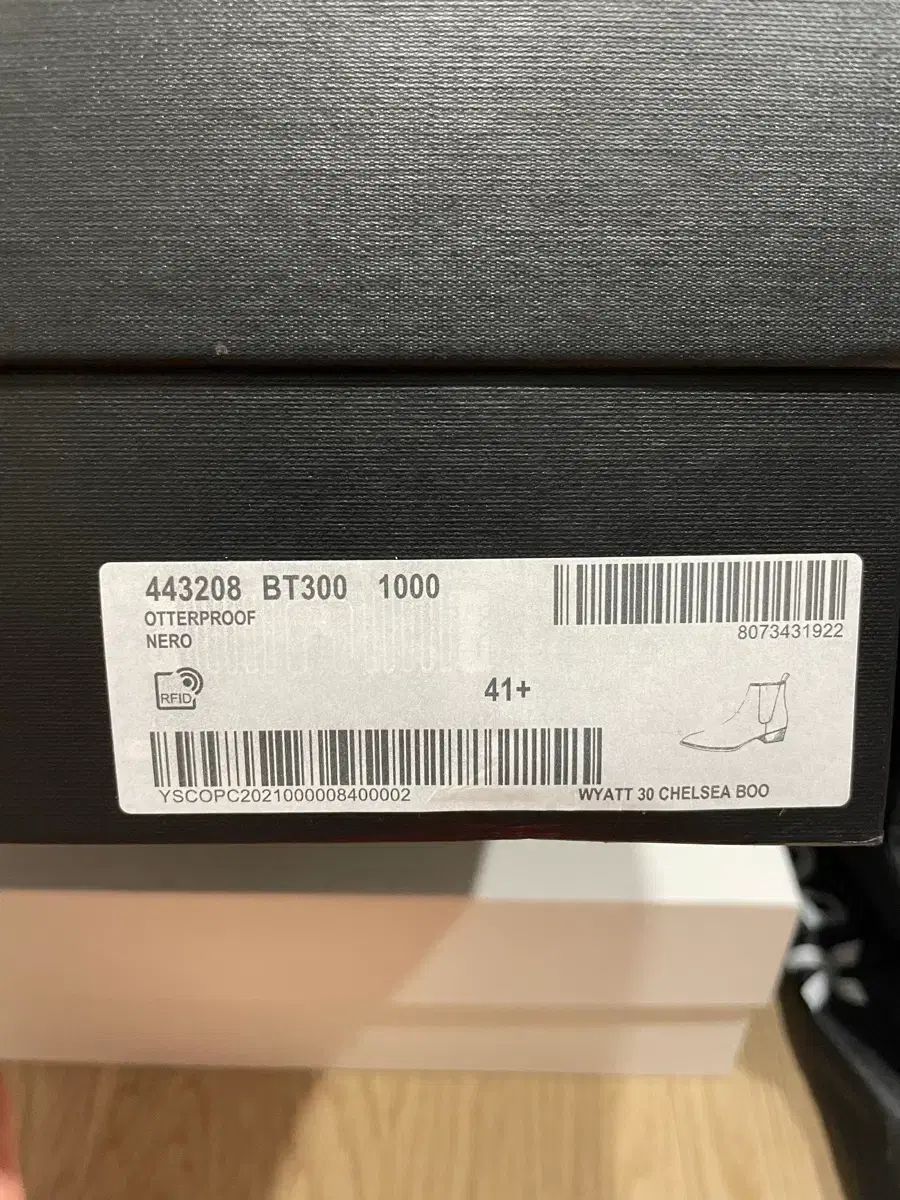 443208 BT300 1000
OTTERPROOF
NERO
8073431922
RFID
41+
YSCOPC2021000008400002
WYATT 30 CHELSEA BOO